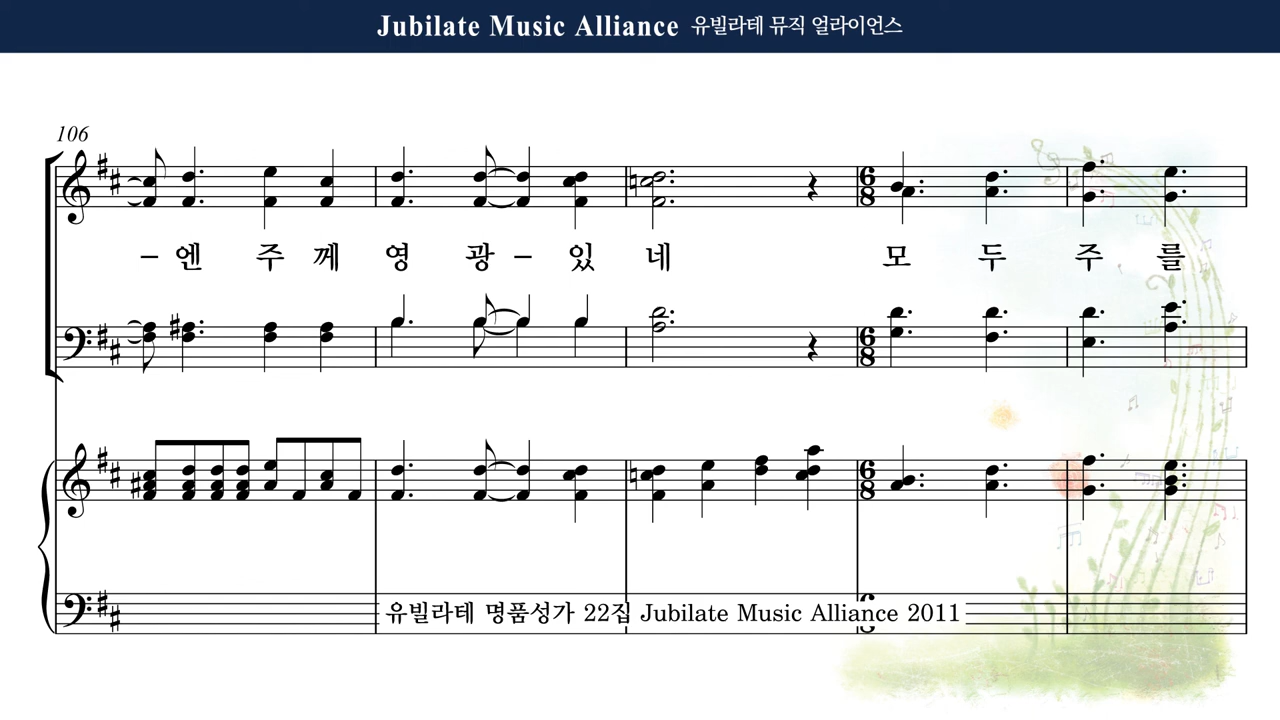 Jubilate Music Alliance 유빌라테 뮤직 얼라이언스
106
- 엔 주 께 영 광 - 있 네 모 두 주 를
유빌라테 명품성가 22집 Jubilate Music Alliance 2011